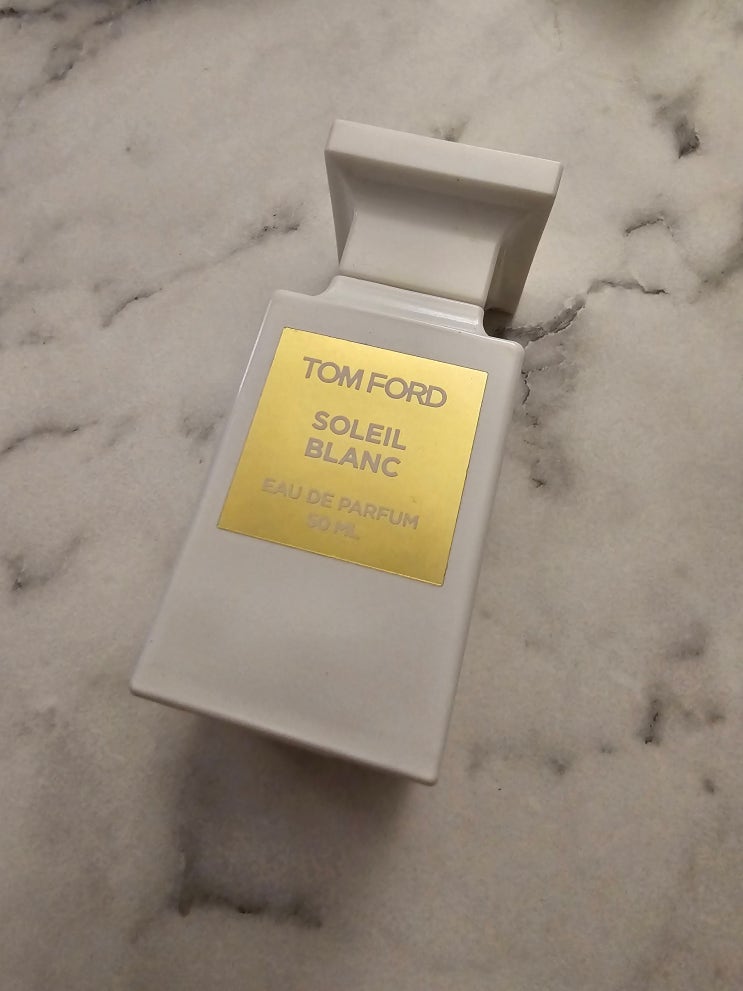 TOM FORD
SOLEIL
BLANC
EAU DE PARFUM
50 ML